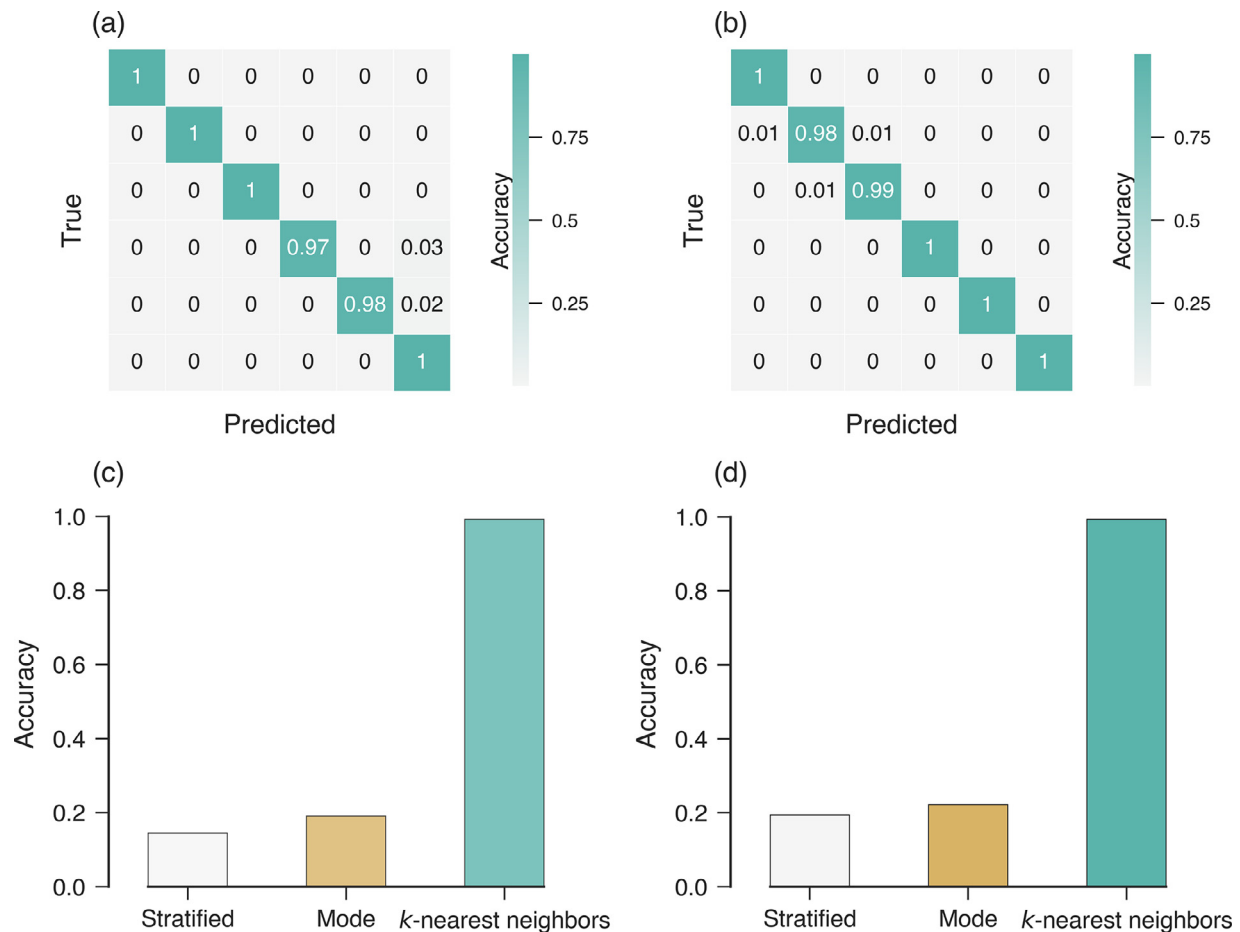 (a)
1 0 0 0 0 0
0 1 0 0 0 0
0 0 1 0 0 0
0 0 0 0.97 0 0.03
0 0 0 0 0.98 0.02
0 0 0 0 0 1
True
Predicted
0.75
0.5
0.25
Accuracy
(b)
1 0 0 0 0 0
0.01 0.98 0.01 0 0 0
0 0.01 0.99 0 0 0
0 0 0 1 0 0
0 0 0 0 1 0
0 0 0 0 0 1
True
Predicted
0.75
0.5
0.25
Accuracy
(c)
1.0
0.8
0.6
0.4
0.2
0.0
Accuracy
Stratified Mode k-nearest neighbors
(d)
1.0
0.8
0.6
0.4
0.2
0.0
Accuracy
Stratified Mode k-nearest neighbors